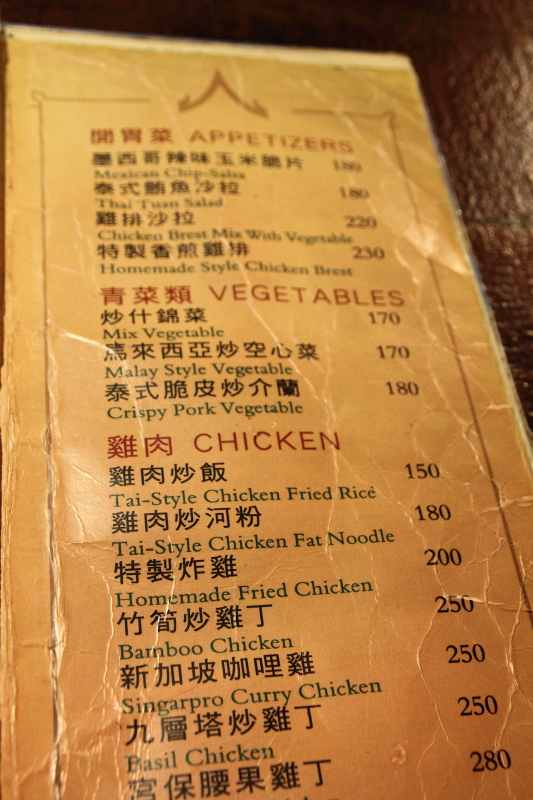 開胃菜 APPETIZERS
墨西哥辣味玉米脆片 180
Mexican Chip-Salsa
泰式鮪魚沙拉 180
Thai Tuan Salad
雞排沙拉 220
Chicken Brest Mix With Vegetable
特製香煎雞排 230
Homemade Style Chicken Brest
青菜類 VEGETABLES
炒什錦菜 170
Mix Vegetable
馬來西亞炒空心菜 170
Malay Style Vegetable
泰式脆皮炒介蘭 180
Crispy Pork Vegetable
雞肉 CHICKEN
雞肉炒飯 150
Tai-Style Chicken Fried Rice
雞肉炒河粉 180
Tai-Style Chicken Fat Noodle
特製炸雞 200
Homemade Fried Chicken
竹筍炒雞丁 250
Bamboo Chicken
新加坡咖哩雞 250
Singarpro Curry Chicken
九層塔炒雞丁 250
Basil Chicken
宮保腰果雞丁 280